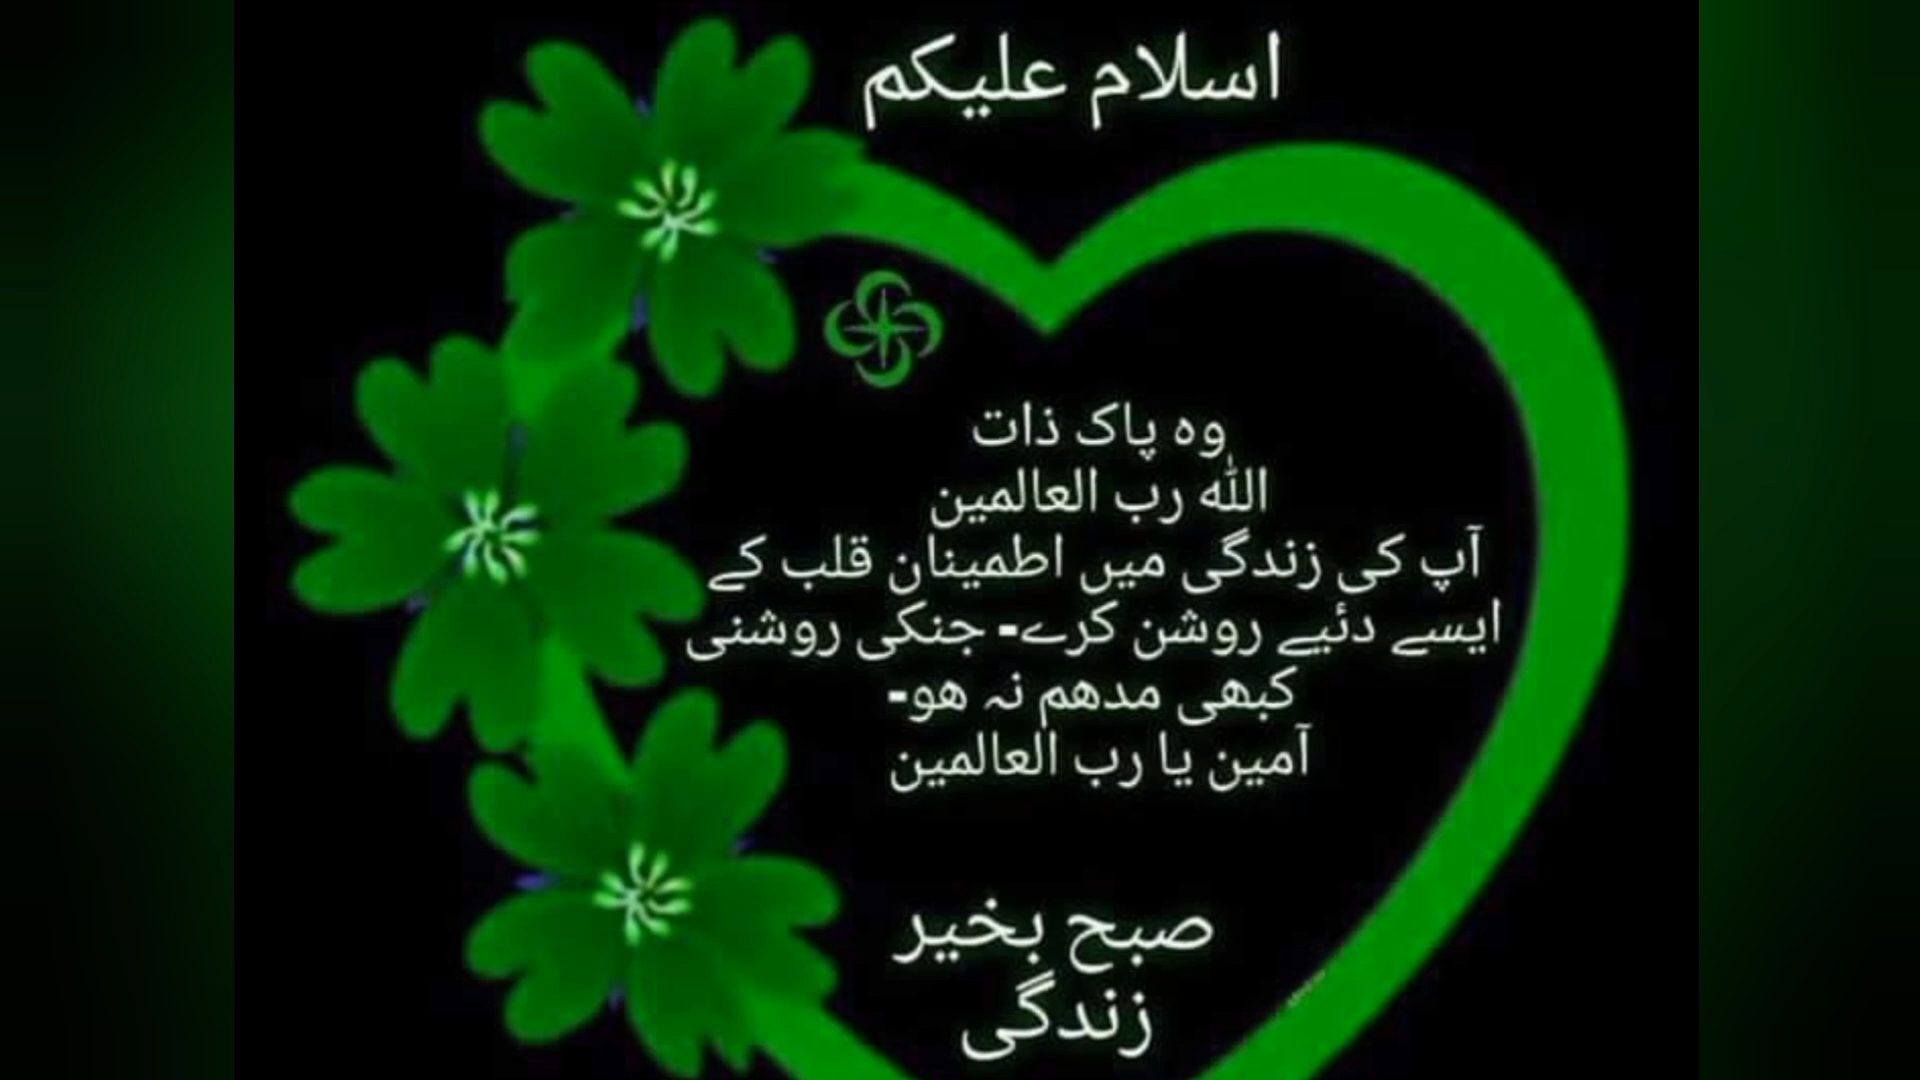 اسلام علیکم
وہ پاک ذات
اللہ رب العالمین
آپ کی زندگی میں اطمینان قلب کے
ایسے دئیے روشن کرے- جنکی روشنی
کبھی مدھم نہ ھو-
آمین یا رب العالمین
صبح بخیر
زندگی